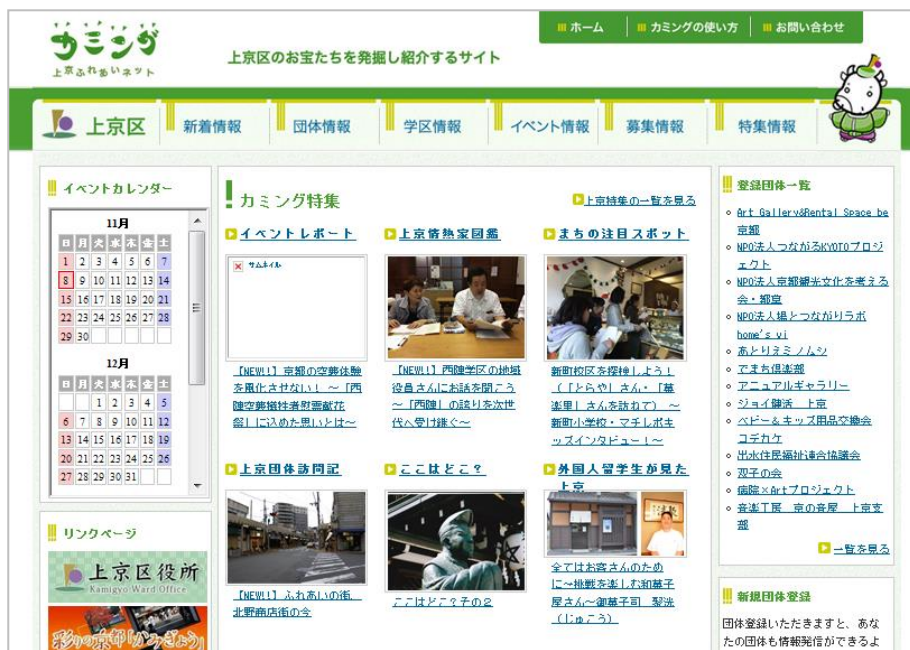 カミング
上京ふれあいネット
上京区のお宝たちを発掘し紹介するサイト
ホーム
カミングの使い方
お問い合わせ
上京区
新着情報
団体情報
学区情報
イベント情報
募集情報
特集情報
イベントカレンダー
11月
日 月 火 水 木 金 土
1 2 3 4 5 6 7
8 9 10 11 12 13 14
15 16 17 18 19 20 21
22 23 24 25 26 27 28
29 30
12月
日 月 火 水 木 金 土
1 2 3 4 5
6 7 8 9 10 11 12
13 14 15 16 17 18 19
20 21 22 23 24 25 26
27 28 29 30 31
リンクページ
上京区役所
Kamigyo Ward Office
彩りの京都「かみぎょう」
カミング特集
上京特集の一覧を見る
イベントレポート
サムネイル
【NEW!!】京都の空襲体験
を風化させない! ~「西
陣空襲犠牲者慰霊献花
祭」に込めた思いとは~
上京情熱家図鑑
【NEW!!】西陣学区の地域
役員さんにお話を聞こう
~「西陣」の誇りを次世
代へ受け継ぐ~
まちの注目スポット
新町校区を探検しよう!
(「とらや」さん・「華
楽里」さんを訪ねて) ~
新町小学校・マチレポキ
ッズインタビュー!~
上京団体訪問記
【NEW!!】ふれあいの街、
北野商店街の今
ここはどこ?
ここはどこ?その2
外国人留学生が見た
上京
全てはお客さんのため
に~挑戦を楽しむ和菓子
屋さん~御菓子司 聚洸
(じゅこう)
登録団体一覧
Art Gallery&Rental Space be
京都
NPO法人つながるKYOTOプロジ
ェクト
NPO法人京都観光文化を考える
会・都草
NPO法人場とつながりラボ
home's vi
あとりえミノムシ
でまち倶楽部
アニュアルギャラリー
ジョイ健活 上京
ベビー&キッズ用品交換会
コデカケ
出水住民福祉連合協議会
双子の会
病院×Artプロジェクト
音楽工房 京の音屋 上京支
部
一覧を見る
新規団体登録
団体登録いただきますと、あな
たの団体も情報発信ができるよ